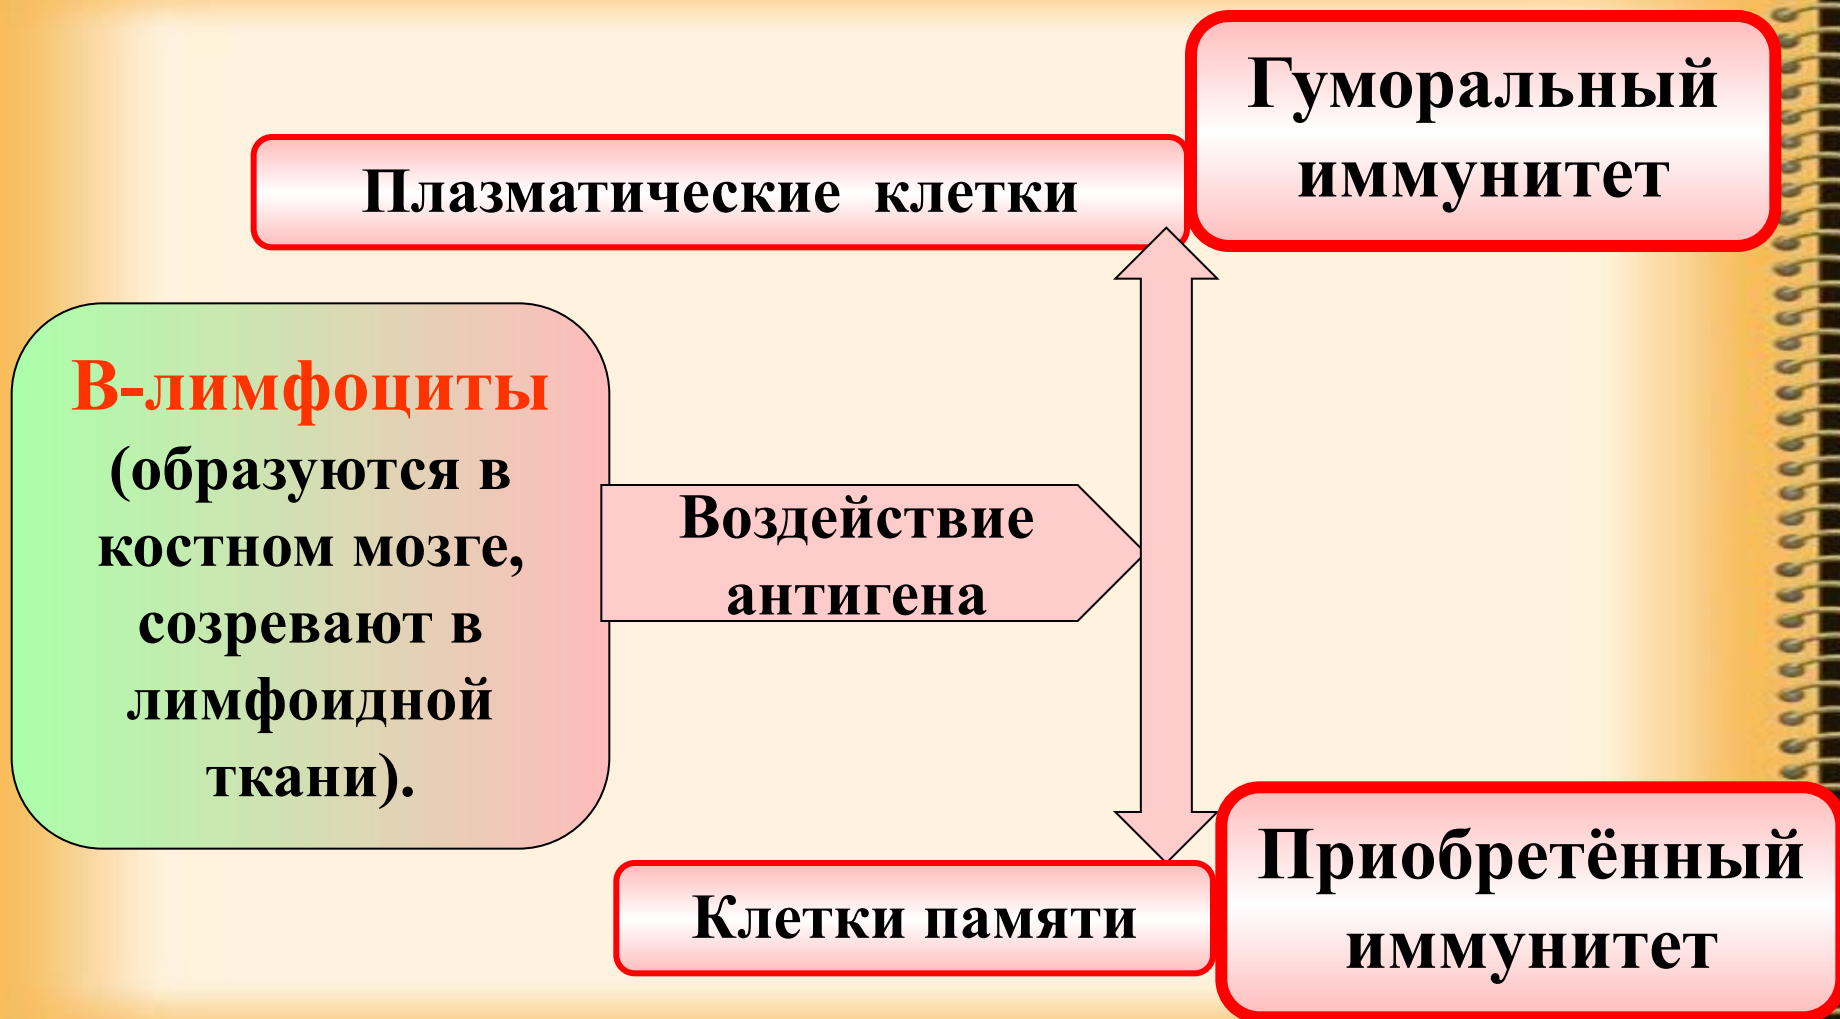 Гуморальный
иммунитет
Плазматические клетки
В-лимфоциты
(образуются в
костном мозге,
созревают в
лимфоидной
ткани).
Воздействие
антигена
Приобретённый
иммунитет
Клетки памяти